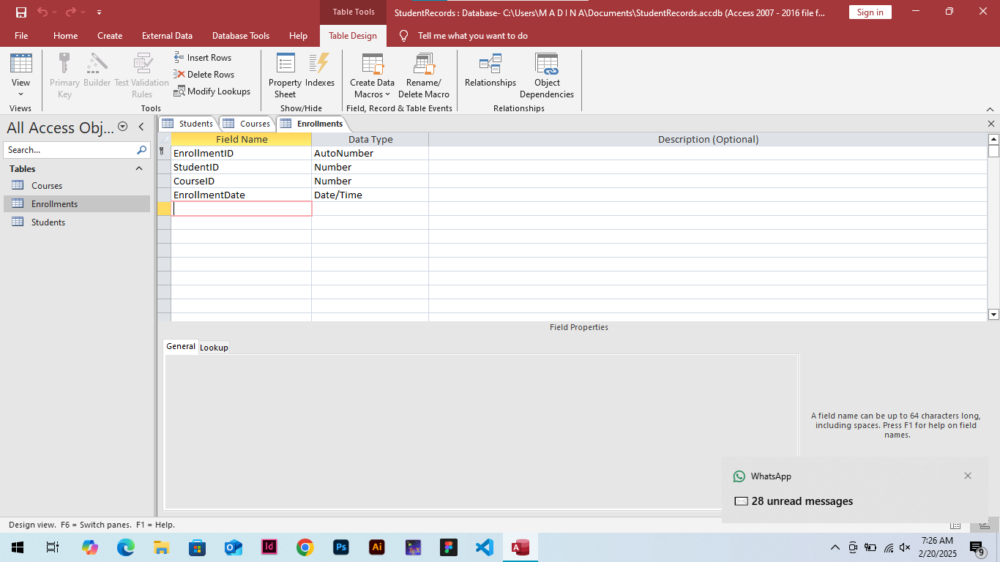 Table Tools
StudentRecords : Database- C:\Users\M A D I N A\Documents\StudentRecords.accdb (Access 2007 - 2016 file f...
Sign in
File Home Create External Data Database Tools Help Table Design Tell me what you want to do
View
Primary Key
Builder
Test Validation Rules
Insert Rows
Delete Rows
Modify Lookups
Property Sheet
Indexes
Create Data Macros
Rename/ Delete Macro
Relationships
Object Dependencies
Views
Tools
Show/Hide
Field, Record & Table Events
Relationships
All Access Obj...
Search...
Tables
Courses
Enrollments
Students
Students Courses Enrollments
Field Name Data Type Description (Optional)
EnrollmentID AutoNumber
StudentID Number
CourseID Number
EnrollmentDate Date/Time
Field Properties
General Lookup
A field name can be up to 64 characters long,
including spaces. Press F1 for help on field
names.
WhatsApp
28 unread messages
Design view. F6 = Switch panes. F1 = Help.
Id
Ps
Ai
TeX
A
7:26 AM
2/20/2025
9